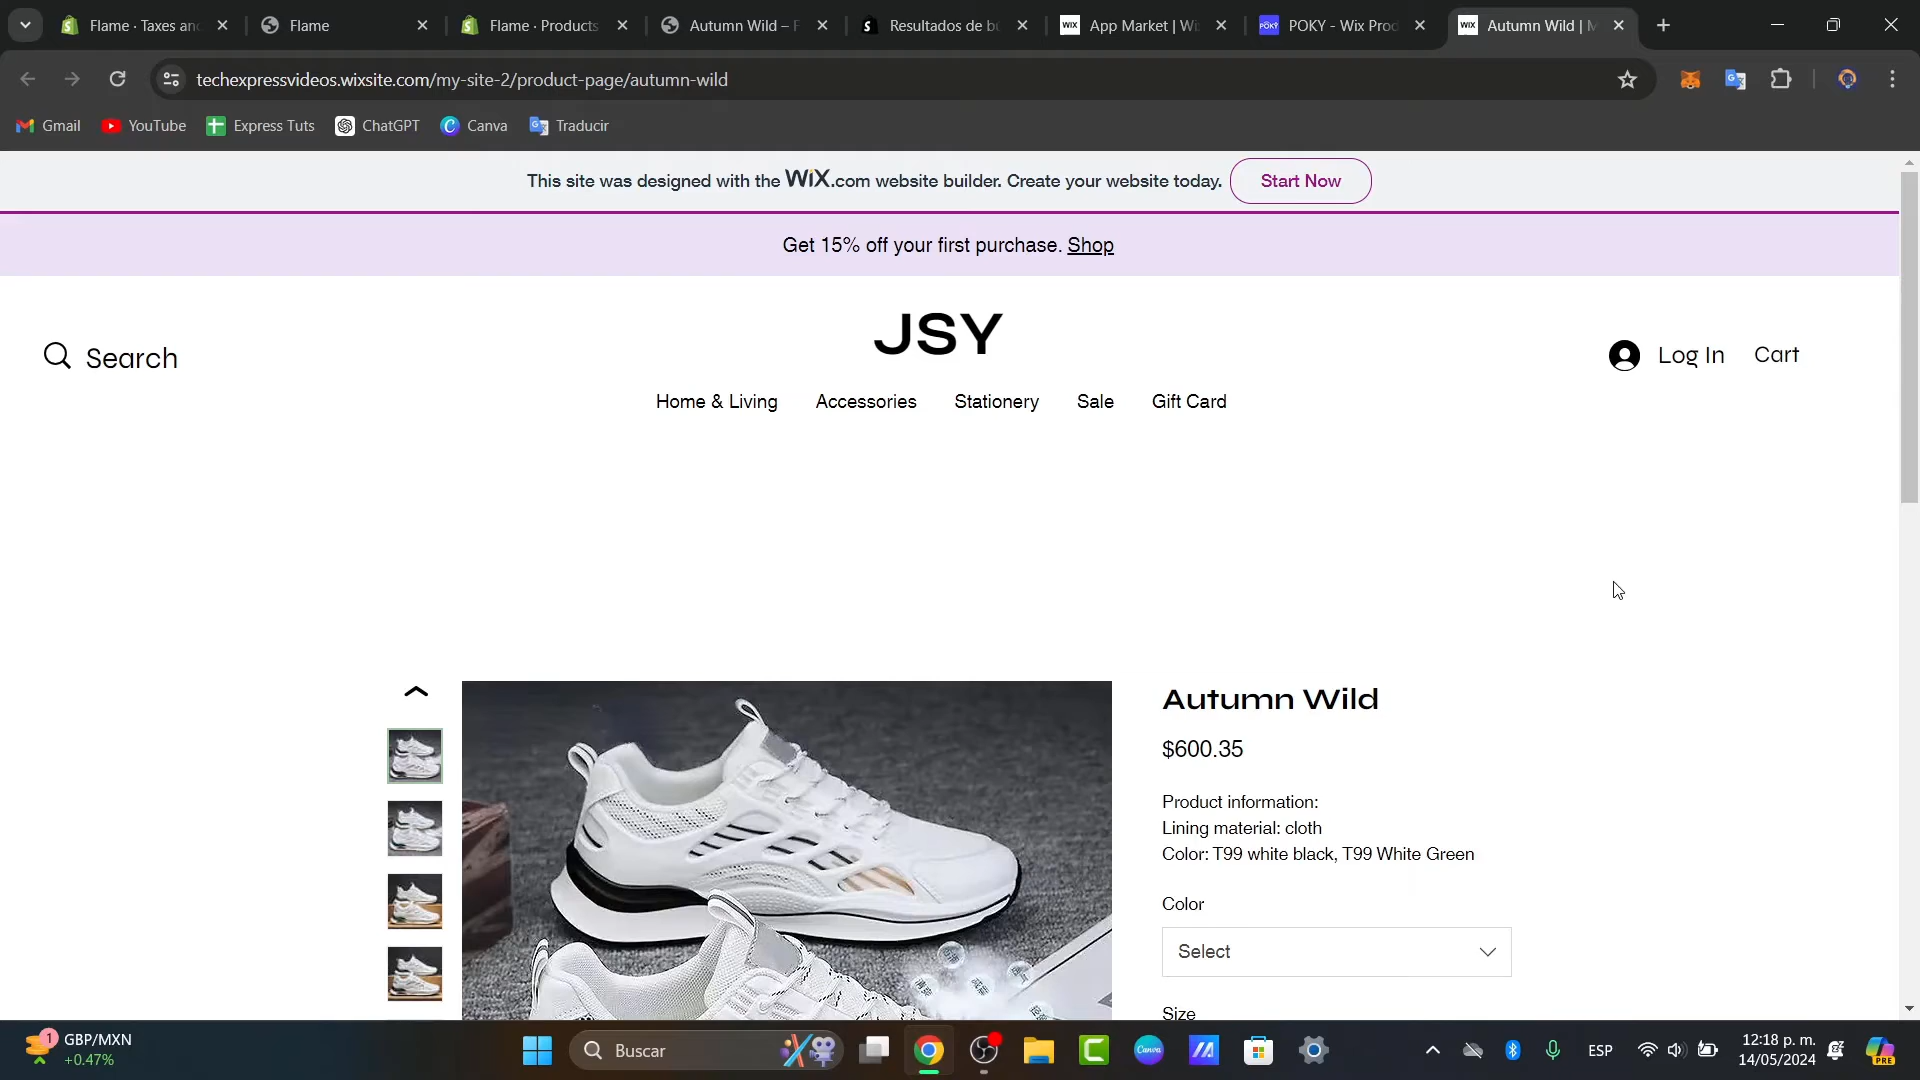 Flame · Taxes an
Flame
Flame · Products
Autumn Wild – F
Resultados de b
App Market | Wi
POKY - Wix Prod
Autumn Wild | M
techexpressvideos.wixsite.com/my-site-2/product-page/autumn-wild
Gmail
YouTube
Express Tuts
ChatGPT
Canva
Traducir
This site was designed with the WiX.com website builder. Create your website today.
Start Now
Get 15% off your first purchase. Shop
JSY
Search
Log In
Cart
Home & Living
Accessories
Stationery
Sale
Gift Card
Autumn Wild
$600.35
Product information:
Lining material: cloth
Color: T99 white black, T99 White Green
Color
Select
Size
1
GBP/MXN
+0.47%
Buscar
Canva
ESP
12:18 p. m.
14/05/2024
PRE